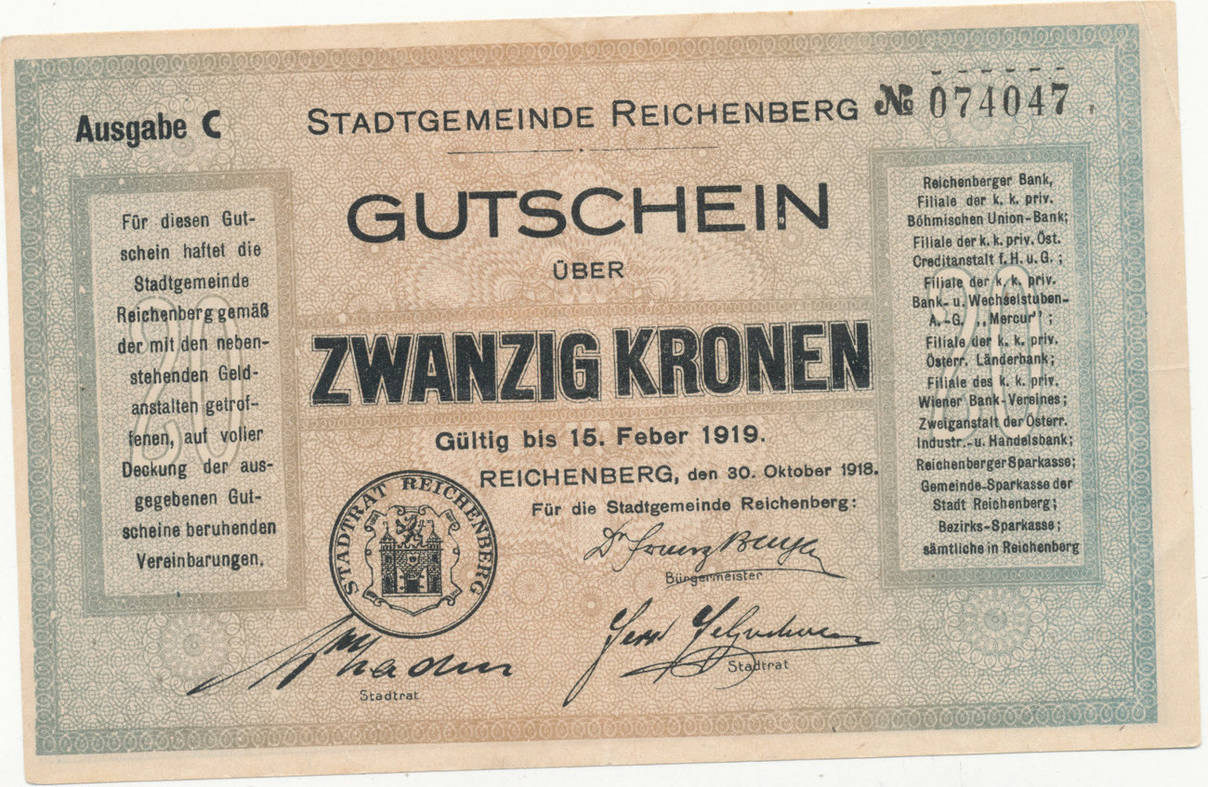 Ausgabe C
STADTGEMEINDE REICHENBERG
№ 074047
Für diesen Gut-
schein haftet die
Stadtgemeinde
Reichenberg gemäß
der mit den neben-
stehenden Geld-
anstalten getrof-
fenen, auf voller
Deckung der aus-
gegebenen Gut-
scheine beruhenden
Vereinbarungen.
20
GUTSCHEIN
ÜBER
ZWANZIG KRONEN
Gültig bis 15. Feber 1919.
REICHENBERG, den 30. Oktober 1918.
Für die Stadtgemeinde Reichenberg:
Bürgermeister
STADTRAT REICHENBERG
Stadtrat
Stadtrat
Reichenberger Bank,
Filiale der k. k. priv.
Böhmischen Union-Bank;
Filiale der k. k. priv. Öst.
Creditanstalt f. H. u. G. ;
Filiale der k. k. priv.
Bank- u. Wechselstuben-
A.-G. ,,Mercur'' ;
Filiale der k. k. priv.
Österr. Länderbank ;
Filiale des k. k. priv.
Wiener Bank-Vereines ;
Zweiganstalt der Österr.
Industr.- u. Handelsbank ;
Reichenberger Sparkasse;
Gemeinde-Sparkasse der
Stadt Reichenberg ;
Bezirks-Sparkasse ;
sämtliche in Reichenberg
20